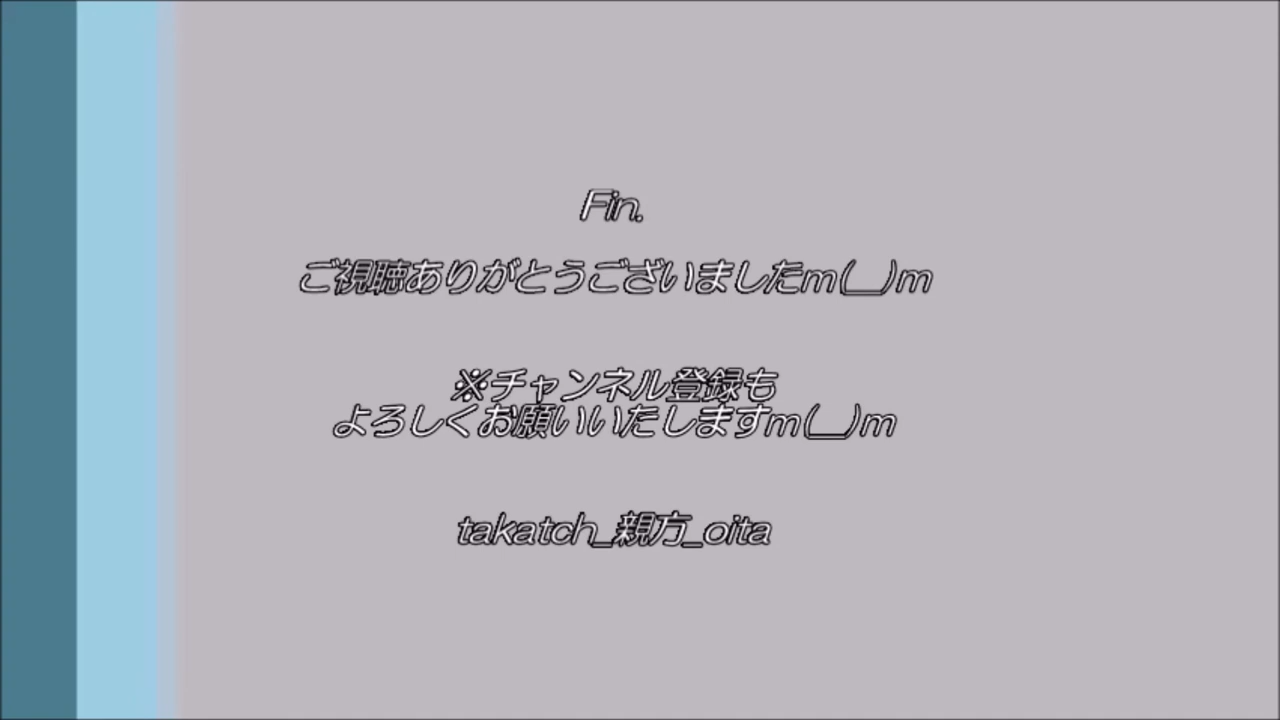 Fin.
ご視聴ありがとうございましたm(__)m
※チャンネル登録も
よろしくお願いいたしますm(__)m
takatch_親方_oita